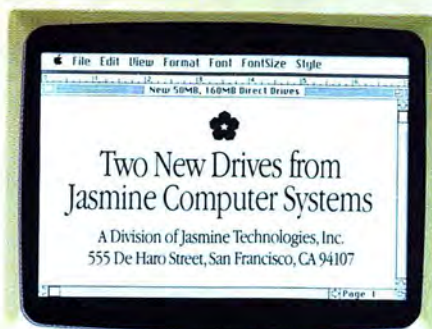 File Edit View Format Font FontSize Style
New 50MB, 160MB Direct Drives
Two New Drives from
Jasmine Computer Systems
A Division of Jasmine Technologies, Inc.
555 De Haro Street, San Francisco, CA 94107
Page 1